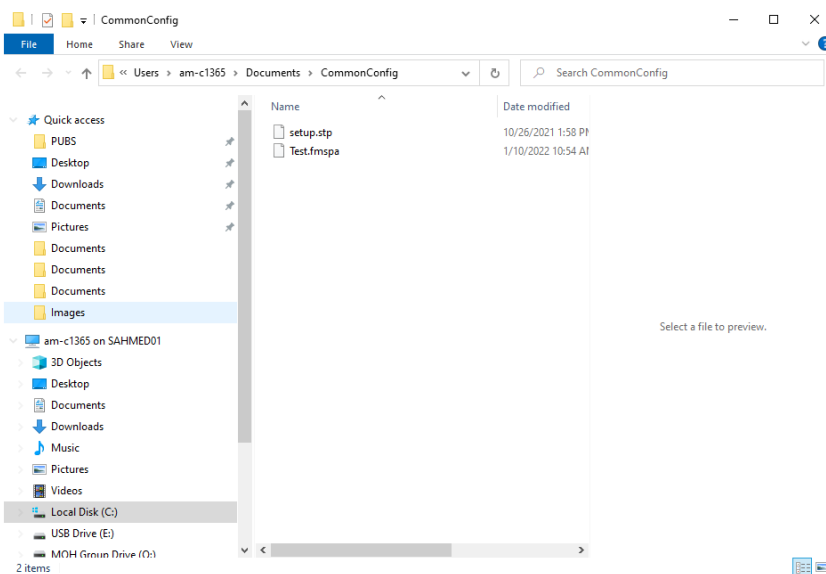 CommonConfig
File Home Share View
« Users › am-c1365 › Documents › CommonConfig
Search CommonConfig
Quick access
PUBS
Desktop
Downloads
Documents
Pictures
Documents
Documents
Documents
Images
am-c1365 on SAHMED01
3D Objects
Desktop
Documents
Downloads
Music
Pictures
Videos
Local Disk (C:)
USB Drive (E:)
MOH Group Drive (O:)
Name Date modified
setup.stp 10/26/2021 1:58 PM
Test.fmspa 1/10/2022 10:54 AM
Select a file to preview.
2 items